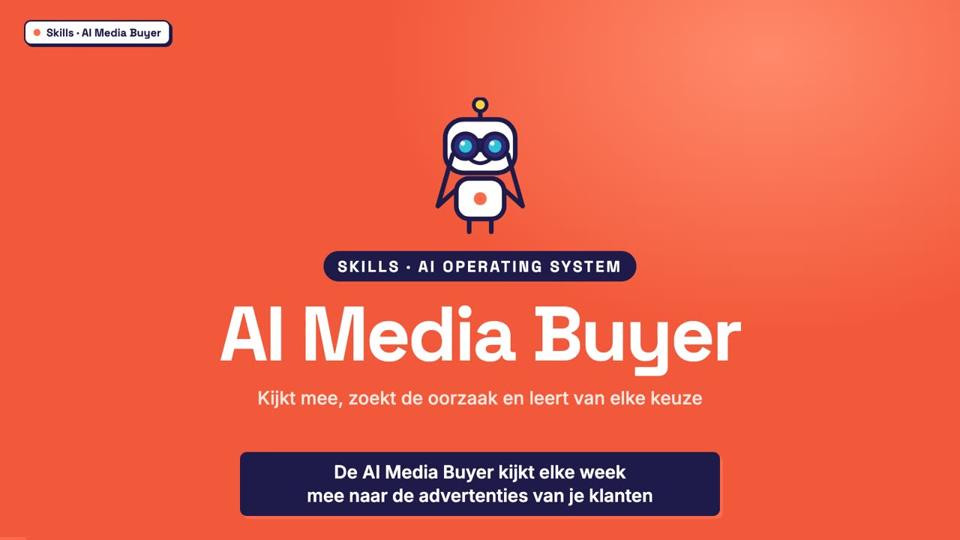 Skills · AI Media Buyer
SKILLS · AI OPERATING SYSTEM
AI Media Buyer
Kijkt mee, zoekt de oorzaak en leert van elke keuze
De AI Media Buyer kijkt elke week
mee naar de advertenties van je klanten